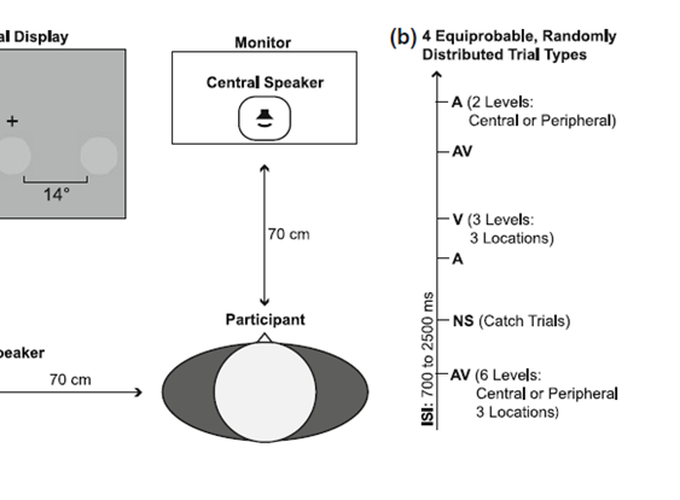 al Display
+
14°
Monitor
Central Speaker
70 cm
Participant
peaker
70 cm
(b) 4 Equiprobable, Randomly
Distributed Trial Types
A (2 Levels:
Central or Peripheral)
AV
V (3 Levels:
3 Locations)
A
NS (Catch Trials)
AV (6 Levels:
Central or Peripheral
3 Locations)
ISI: 700 to 2500 ms